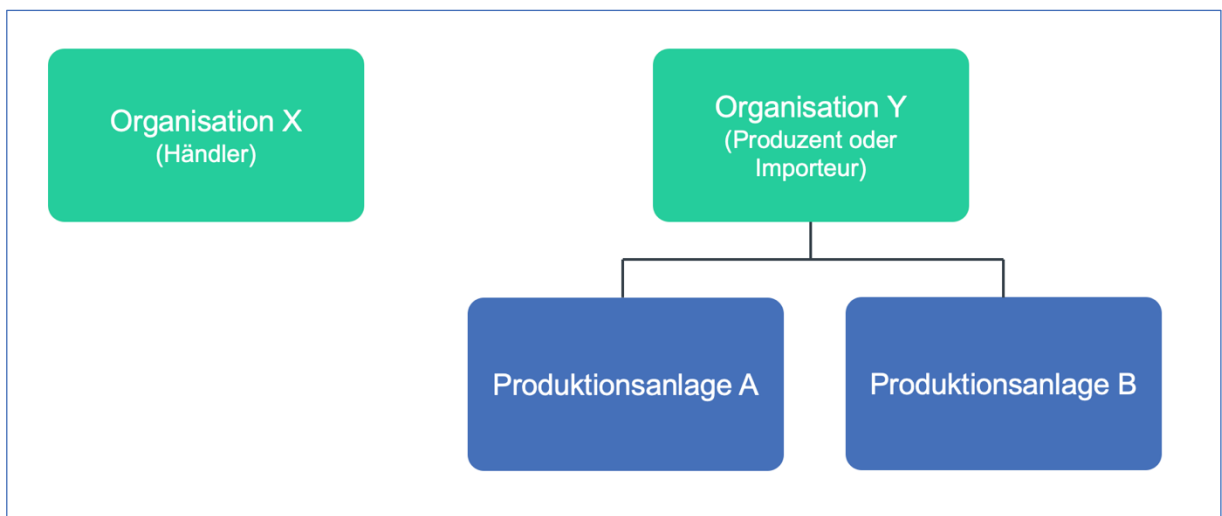 Organisation X
(Händler)
Organisation Y
(Produzent oder
Importeur)
Produktionsanlage A
Produktionsanlage B